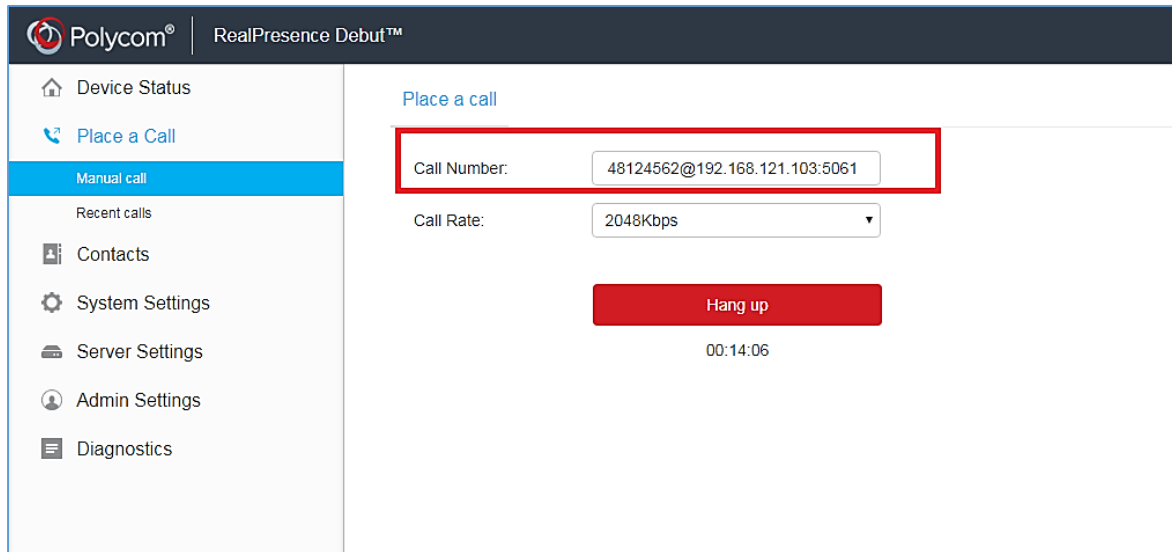 Polycom® RealPresence Debut™
Device Status
Place a Call
Manual call
Recent calls
Contacts
System Settings
Server Settings
Admin Settings
Diagnostics
Place a call
Call Number: 48124562@192.168.121.103:5061
Call Rate: 2048Kbps
Hang up
00:14:06